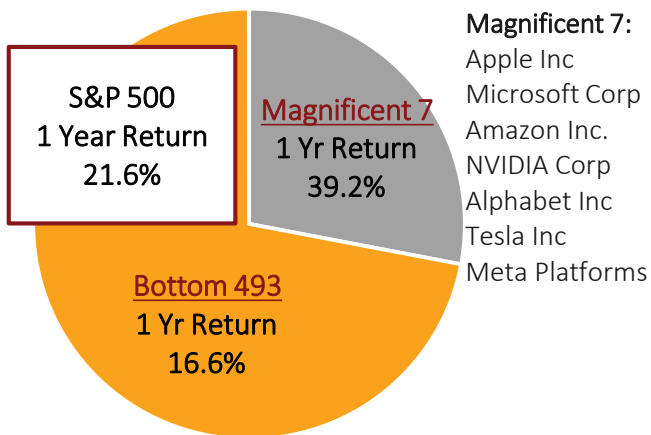 S&P 500
1 Year Return
21.6%
Magnificent 7
1 Yr Return
39.2%
Bottom 493
1 Yr Return
16.6%
Magnificent 7:
Apple Inc
Microsoft Corp
Amazon Inc.
NVIDIA Corp
Alphabet Inc
Tesla Inc
Meta Platforms